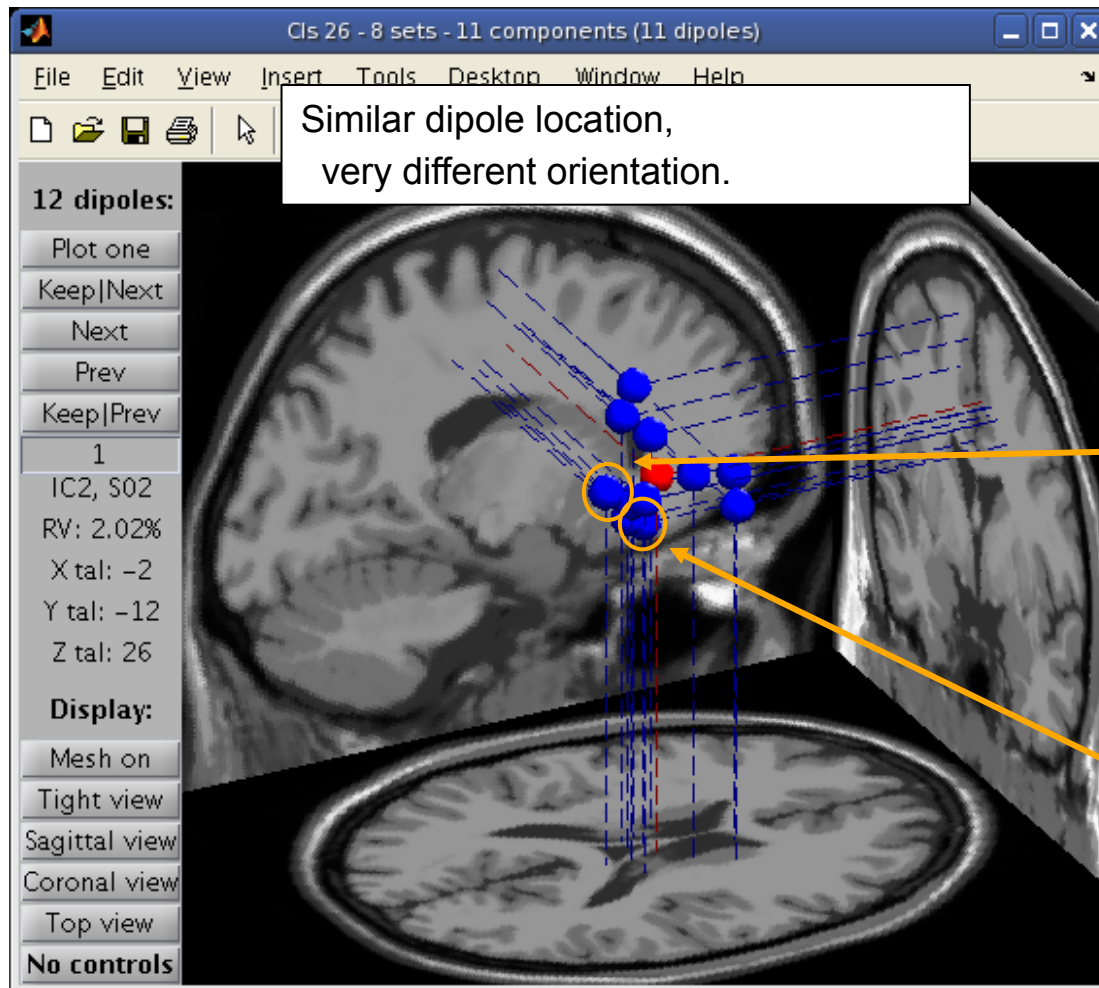 Cls 26 - 8 sets - 11 components (11 dipoles)
File Edit View Insert Tools Desktop Window Help
Similar dipole location,
very different orientation.
12 dipoles:
Plot one
Keep|Next
Next
Prev
Keep|Prev
1
IC2, S02
RV: 2.02%
X tal: −2
Y tal: −12
Z tal: 26
Display:
Mesh on
Tight view
Sagittal view
Coronal view
Top view
No controls